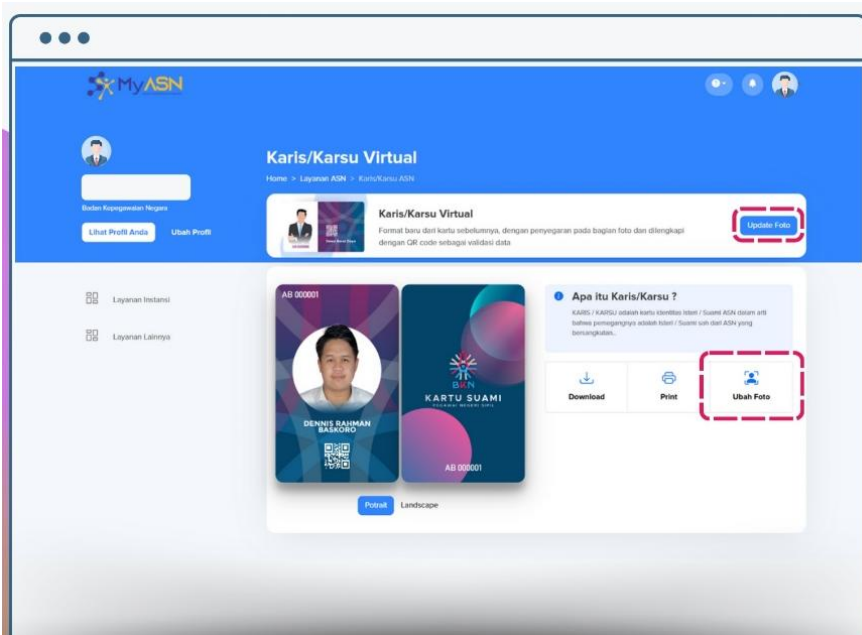 MyASN
Karis/Karsu Virtual
Home > Layanan ASN > Karis/Karsu ASN
Badan Kepegawaian Negara
Lihat Profil Anda
Ubah Profil
Karis/Karsu Virtual
Format baru dari kartu sebelumnya, dengan penyegaran pada bagian foto dan dilengkapi
dengan QR code sebagai validasi data
Update Foto
Layanan Instansi
Layanan Lainnya
AB 000001
DENNIS RAHMAN
BASKORO
BKN
KARTU SUAMI
PEGAWAI NEGERI SIPIL
AB 000001
Potrait
Landscape
Apa itu Karis/Karsu ?
KARIS / KARSU adalah kartu identitas Isteri / Suami ASN dalam arti
bahwa pemegangnya adalah Isteri / Suami sah dari ASN yang
bersangkutan.
Download
Print
Ubah Foto